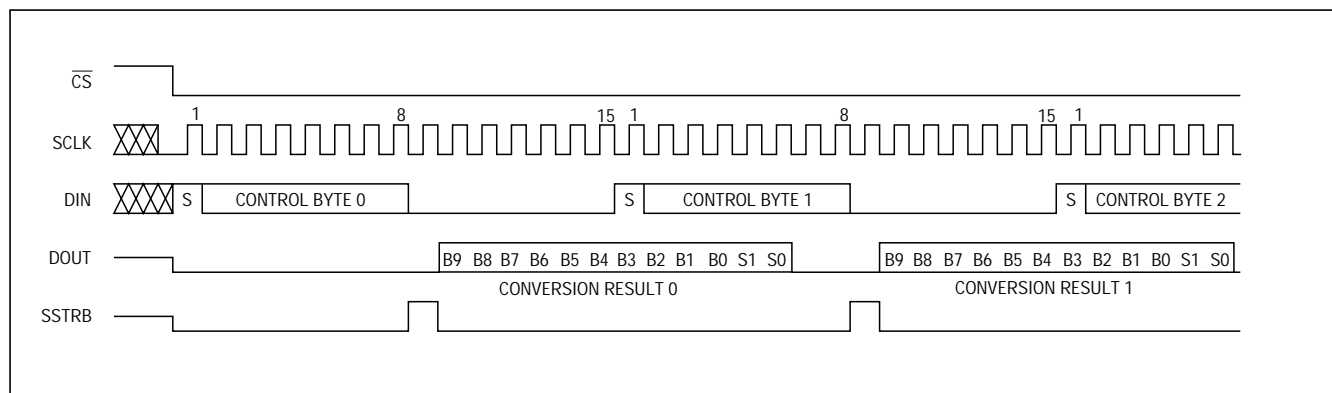 CS
1 8 15 1 8 15 1
SCLK
DIN S CONTROL BYTE 0 S CONTROL BYTE 1 S CONTROL BYTE 2
DOUT B9 B8 B7 B6 B5 B4 B3 B2 B1 B0 S1 S0 B9 B8 B7 B6 B5 B4 B3 B2 B1 B0 S1 S0
CONVERSION RESULT 0 CONVERSION RESULT 1
SSTRB